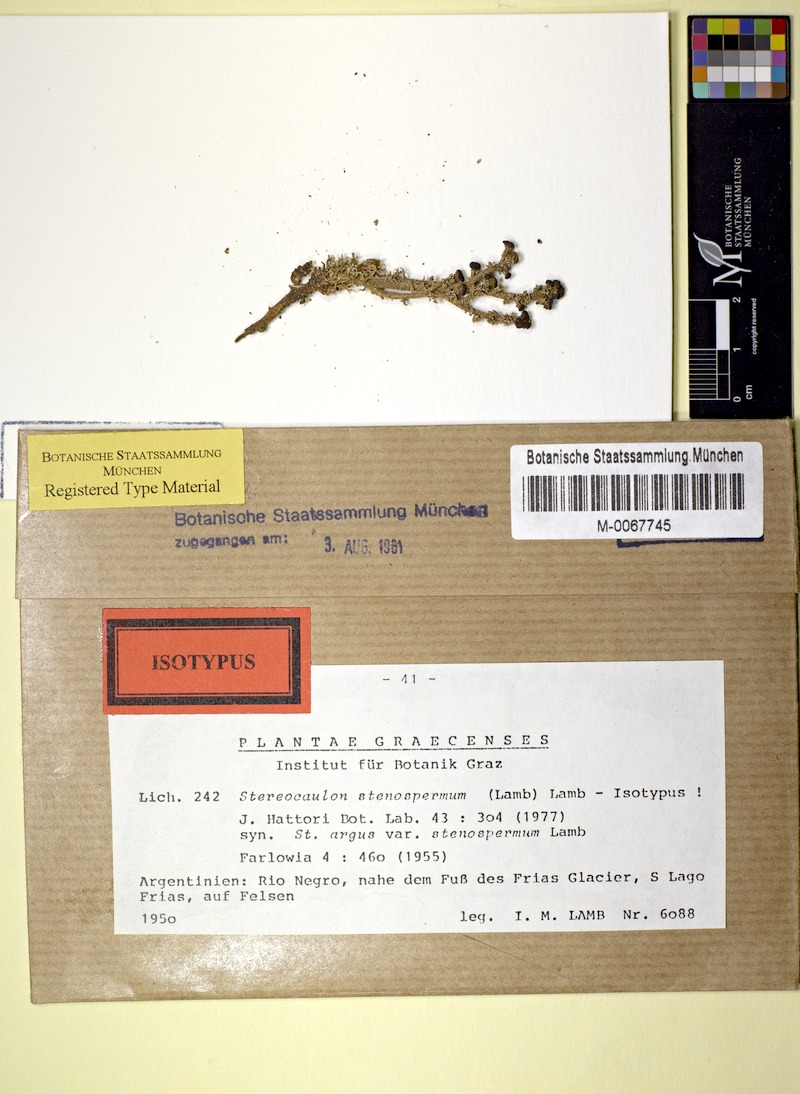 BOTANISCHE
STAATSSAMMLUNG
MÜNCHEN
0 1 2
cm
copyright reserved
BOTANISCHE STAATSSAMMLUNG
MÜNCHEN
Registered Type Material
Botanische Staatssammlung München
zugegangen am: 3. AUG. 1981
Botanische Staatssammlung München
M-0067745
ISOTYPUS
- 41 -
PLANTAE GRAECENSES
Institut für Botanik Graz
Lich. 242 Stereocaulon stenospermum (Lamb) Lamb - Isotypus !
J. Hattori Bot. Lab. 43 : 3o4 (1977)
syn. St. argus var. stenospermum Lamb
Farlowia 4 : 46o (1955)
Argentinien: Rio Negro, nahe dem Fuß des Frias Glacier, S Lago
Frias, auf Felsen
195o leg. I. M. LAMB Nr. 6o88